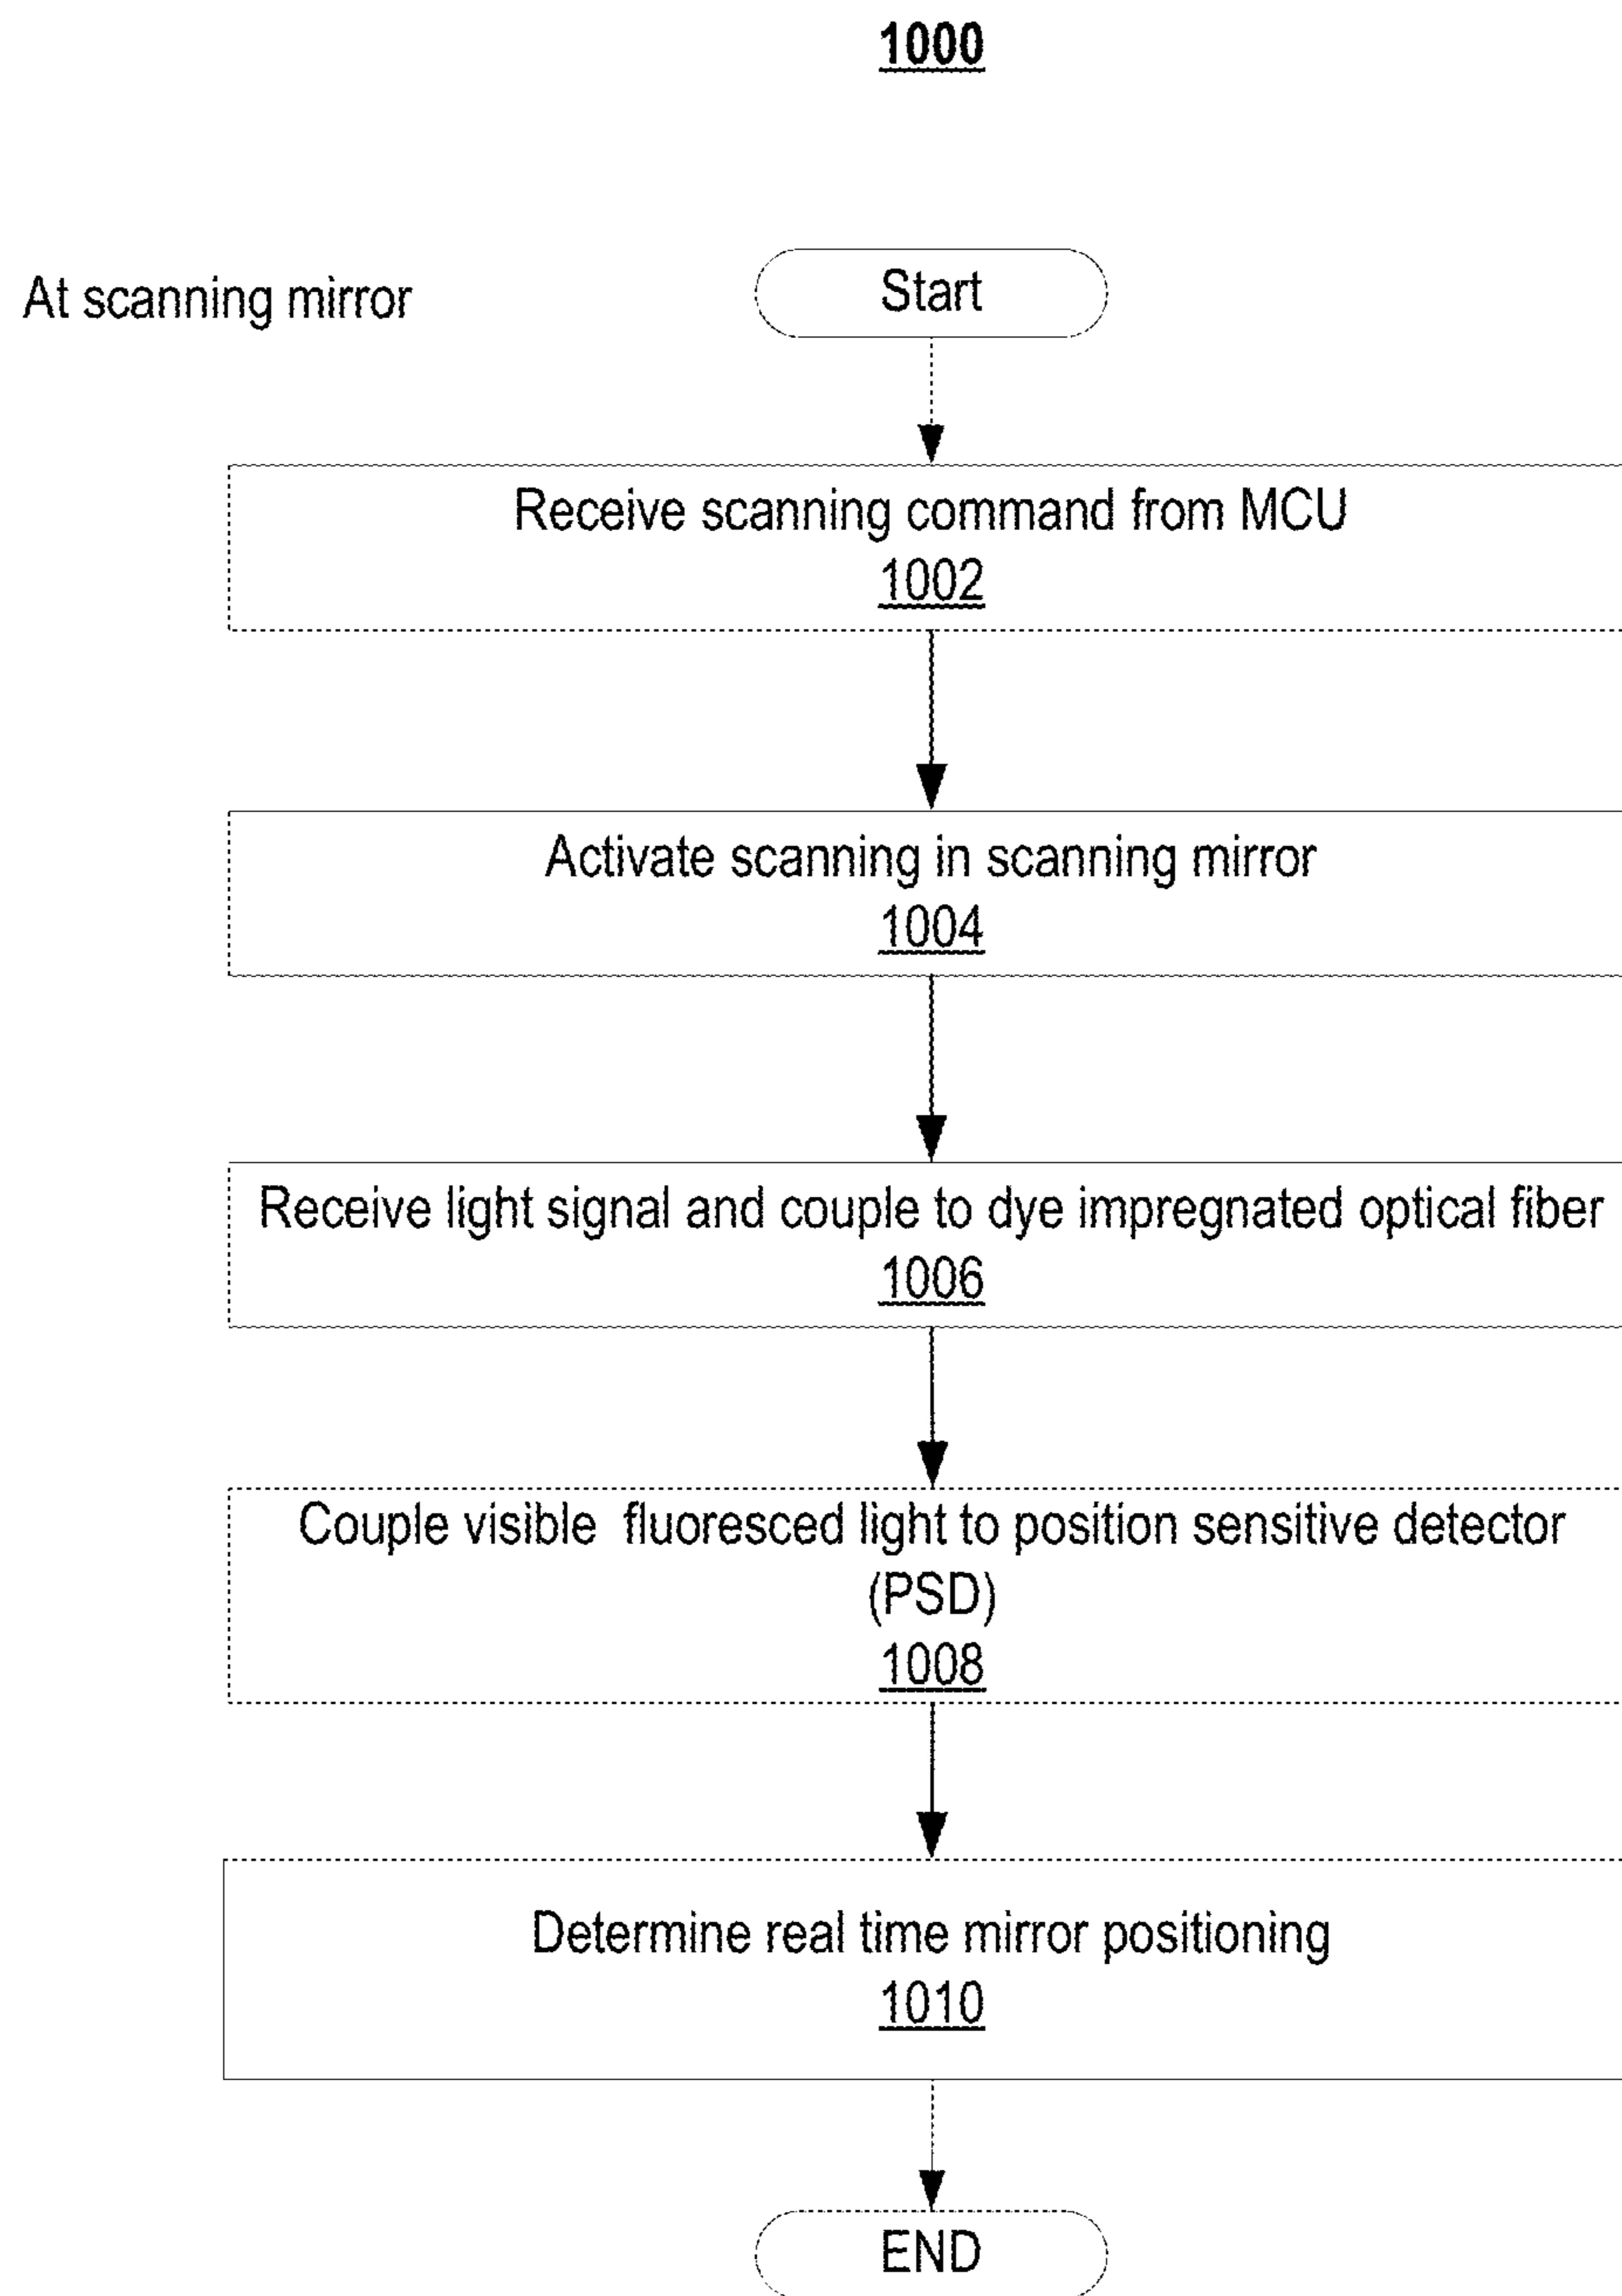 1000
At scanning mirror
Start
Receive scanning command from MCU
1002
Activate scanning in scanning mirror
1004
Receive light signal and couple to dye impregnated optical fiber
1006
Couple visible fluoresced light to position sensitive detector
(PSD)
1008
Determine real time mirror positioning
1010
END